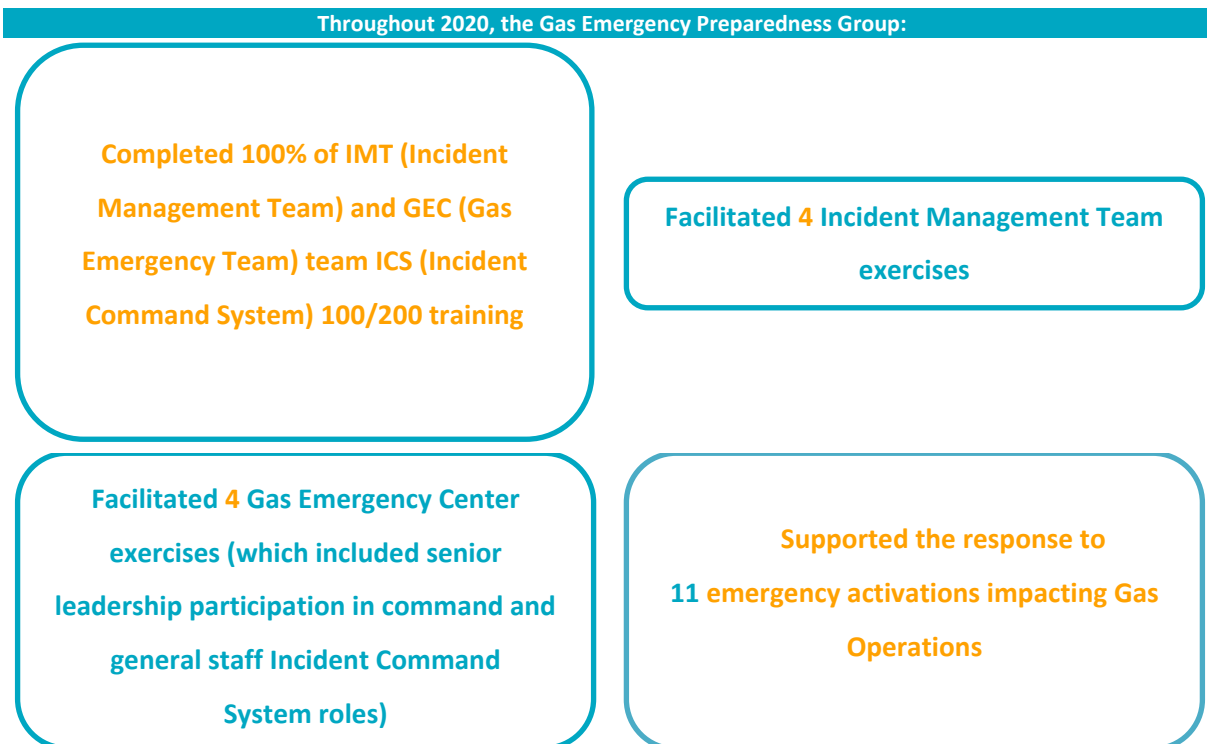 Throughout 2020, the Gas Emergency Preparedness Group:
Completed 100% of IMT (Incident
Management Team) and GEC (Gas
Emergency Team) team ICS (Incident
Command System) 100/200 training
Facilitated 4 Incident Management Team
exercises
Facilitated 4 Gas Emergency Center
exercises (which included senior
leadership participation in command and
general staff Incident Command
System roles)
Supported the response to
11 emergency activations impacting Gas
Operations